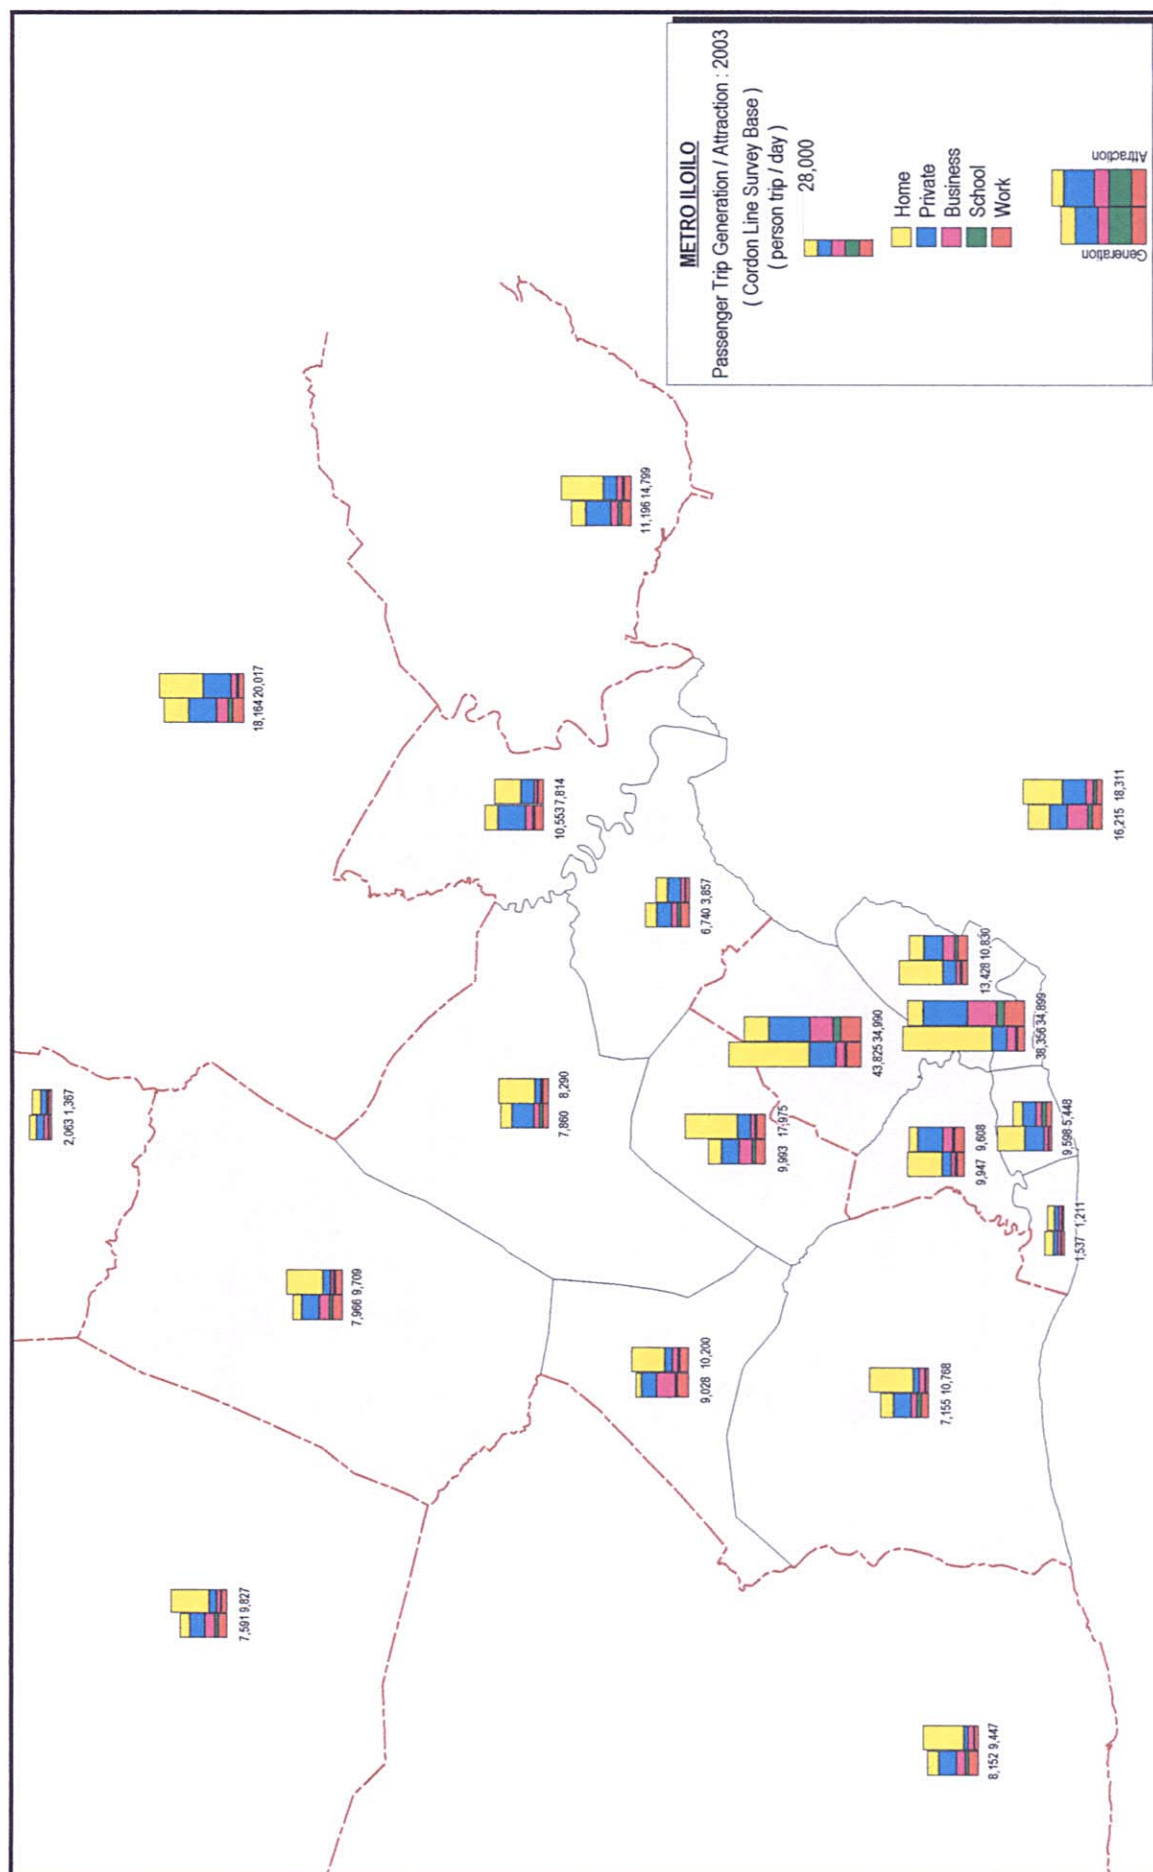 METRO ILOILO
Passenger Trip Generation / Attraction : 2003
( Cordon Line Survey Base )
( person trip / day )
28,000
Home
Private
Business
School
Work
Generation
Attraction
2,063 1,367
18,164 20,017
7,591 9,827
7,966 9,709
7,860 8,290
10,553 7,814
11,196 14,799
9,028 10,200
9,993 17,975
6,740 3,857
43,825 34,990
7,155 10,768
9,947 9,608
13,428 10,830
38,356 34,899
8,152 9,447
9,598 5,448
1,537 1,211
16,215 18,311